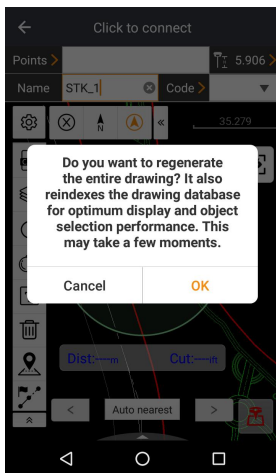 Click to connect
Points
5.906
Name STK_1 Code
N
35.279
Do you want to regenerate
the entire drawing? It also
reindexes the drawing database
for optimum display and object
selection performance. This
may take a few moments.
Cancel OK
Auto nearest